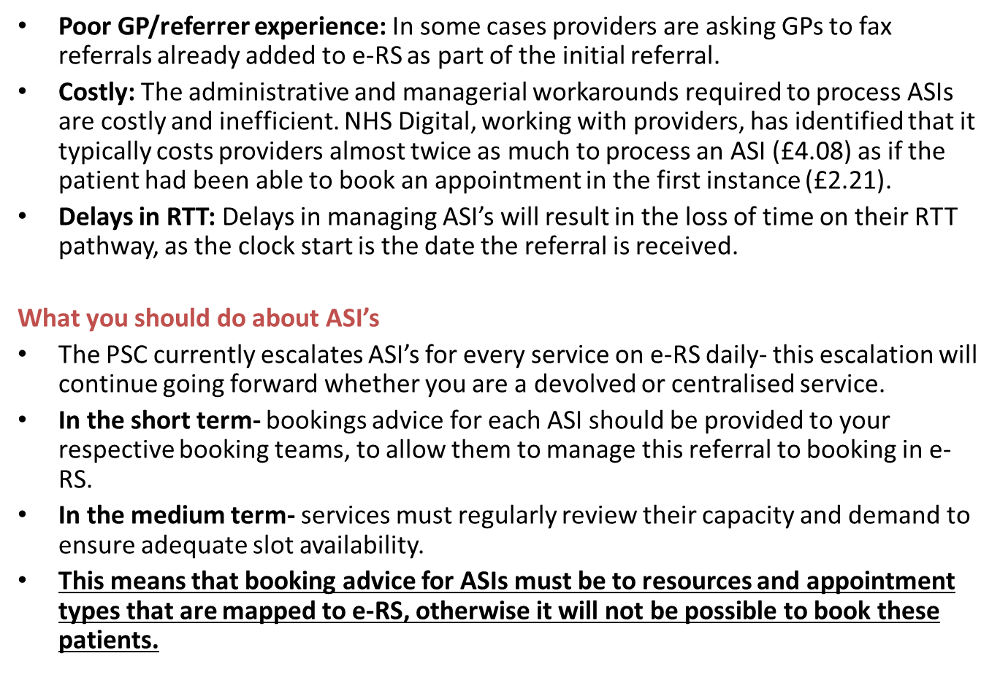 • Poor GP/referrer experience: In some cases providers are asking GPs to fax
referrals already added to e-RS as part of the initial referral.
• Costly: The administrative and managerial workarounds required to process ASIs
are costly and inefficient. NHS Digital, working with providers, has identified that it
typically costs providers almost twice as much to process an ASI (£4.08) as if the
patient had been able to book an appointment in the first instance (£2.21).
• Delays in RTT: Delays in managing ASI’s will result in the loss of time on their RTT
pathway, as the clock start is the date the referral is received.
What you should do about ASI’s
• The PSC currently escalates ASI’s for every service on e-RS daily- this escalation will
continue going forward whether you are a devolved or centralised service.
• In the short term- bookings advice for each ASI should be provided to your
respective booking teams, to allow them to manage this referral to booking in e-
RS.
• In the medium term- services must regularly review their capacity and demand to
ensure adequate slot availability.
• This means that booking advice for ASIs must be to resources and appointment
types that are mapped to e-RS, otherwise it will not be possible to book these
patients.